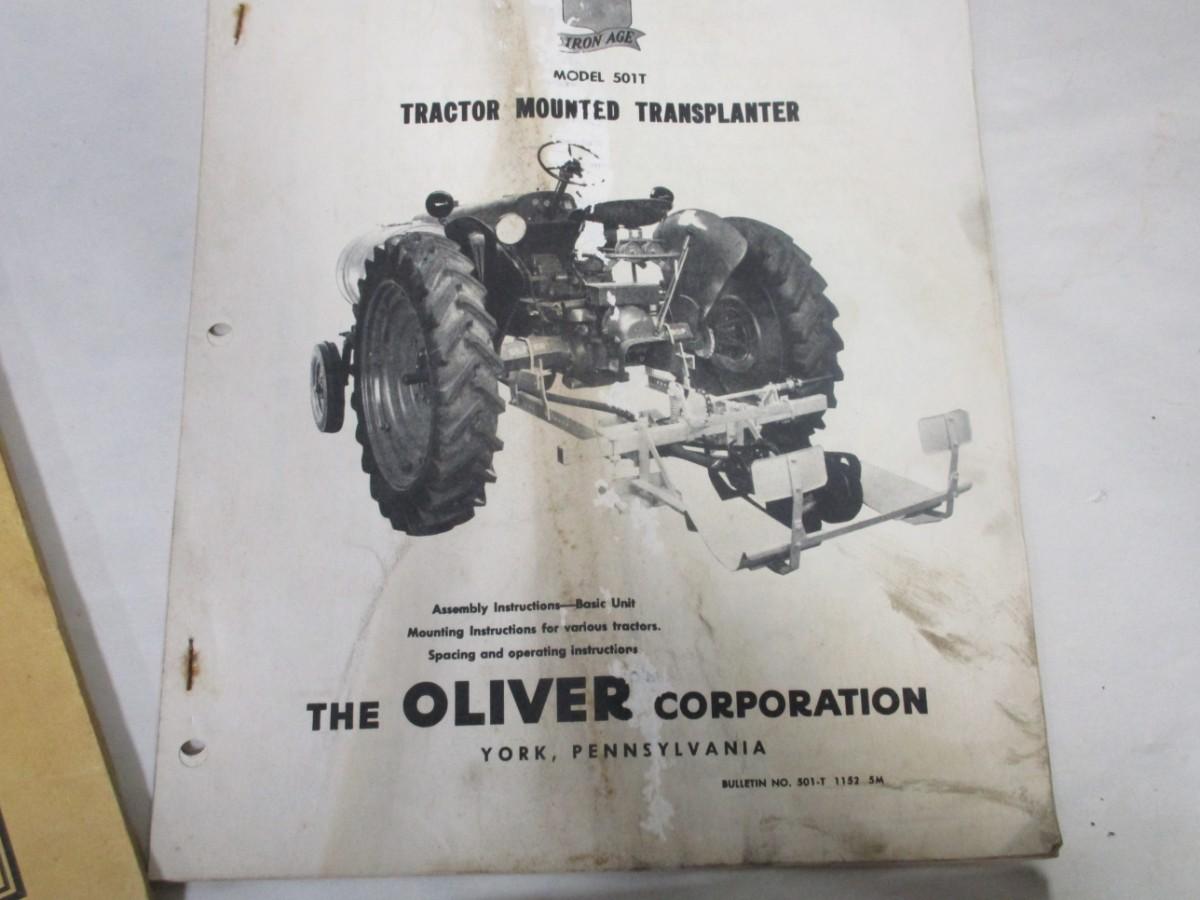 IRON AGE
MODEL 501T
TRACTOR MOUNTED TRANSPLANTER
Assembly Instructions—Basic Unit
Mounting Instructions for various tractors.
Spacing and operating instructions
THE OLIVER CORPORATION
YORK, PENNSYLVANIA
BULLETIN NO. 501-T 1152 5M